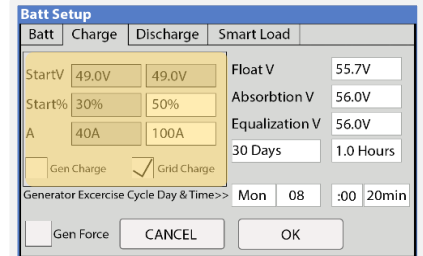 Batt Setup
Batt Charge Discharge Smart Load
StartV 49.0V 49.0V Float V 55.7V
Start% 30% 50% Absorbtion V 56.0V
A 40A 100A Equalization V 56.0V
30 Days 1.0 Hours
Gen Charge Grid Charge
Generator Excercise Cycle Day & Time>> Mon 08 :00 20min
Gen Force CANCEL OK